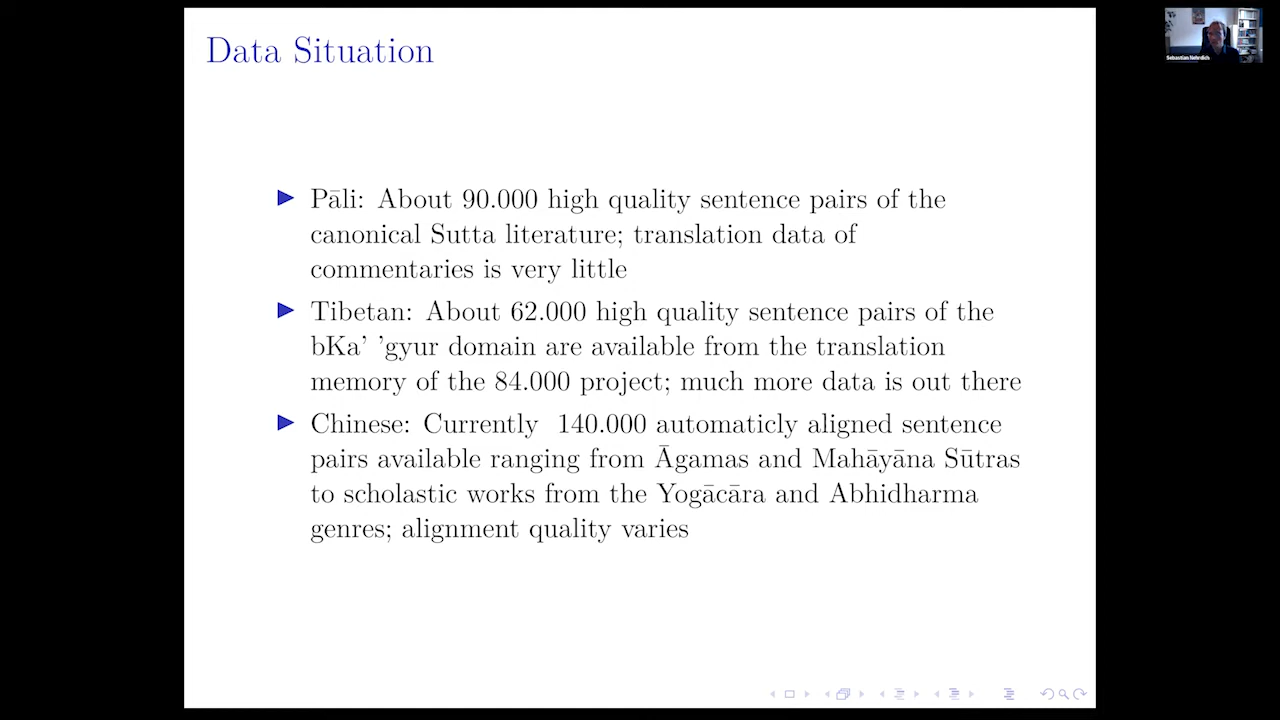 Data Situation
Sebastian Nehrdich
▶ Pāli: About 90.000 high quality sentence pairs of the
canonical Sutta literature; translation data of
commentaries is very little
▶ Tibetan: About 62.000 high quality sentence pairs of the
bKa’ ’gyur domain are available from the translation
memory of the 84.000 project; much more data is out there
▶ Chinese: Currently 140.000 automaticly aligned sentence
pairs available ranging from Āgamas and Mahāyāna Sūtras
to scholastic works from the Yogācāra and Abhidharma
genres; alignment quality varies